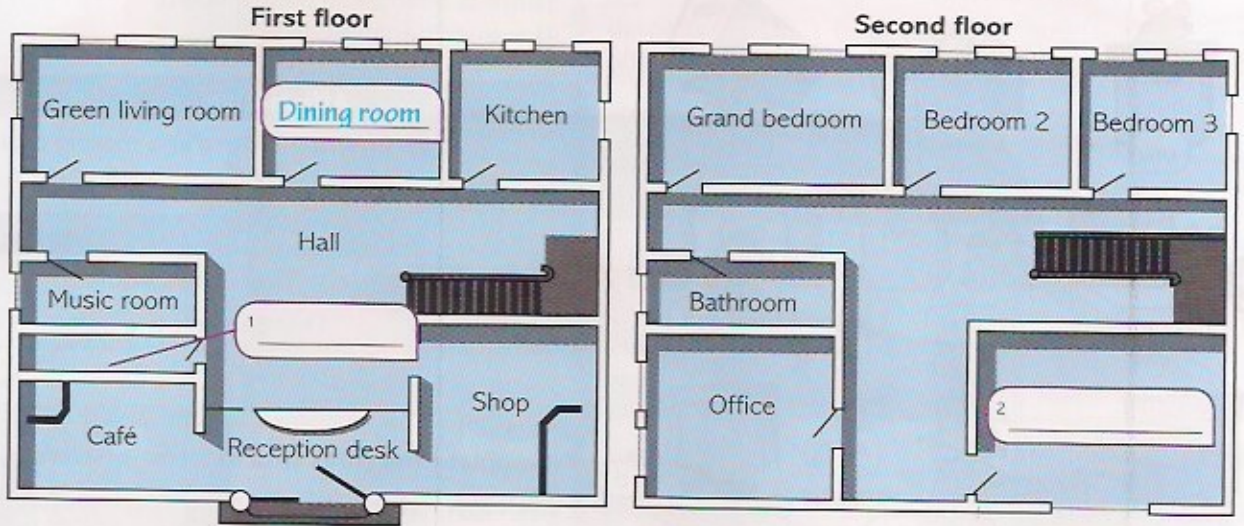 First floor
Second floor
Green living room
Dining room
Kitchen
Grand bedroom
Bedroom 2
Bedroom 3
Hall
Music room
1
Bathroom
Café
Reception desk
Shop
Office
2